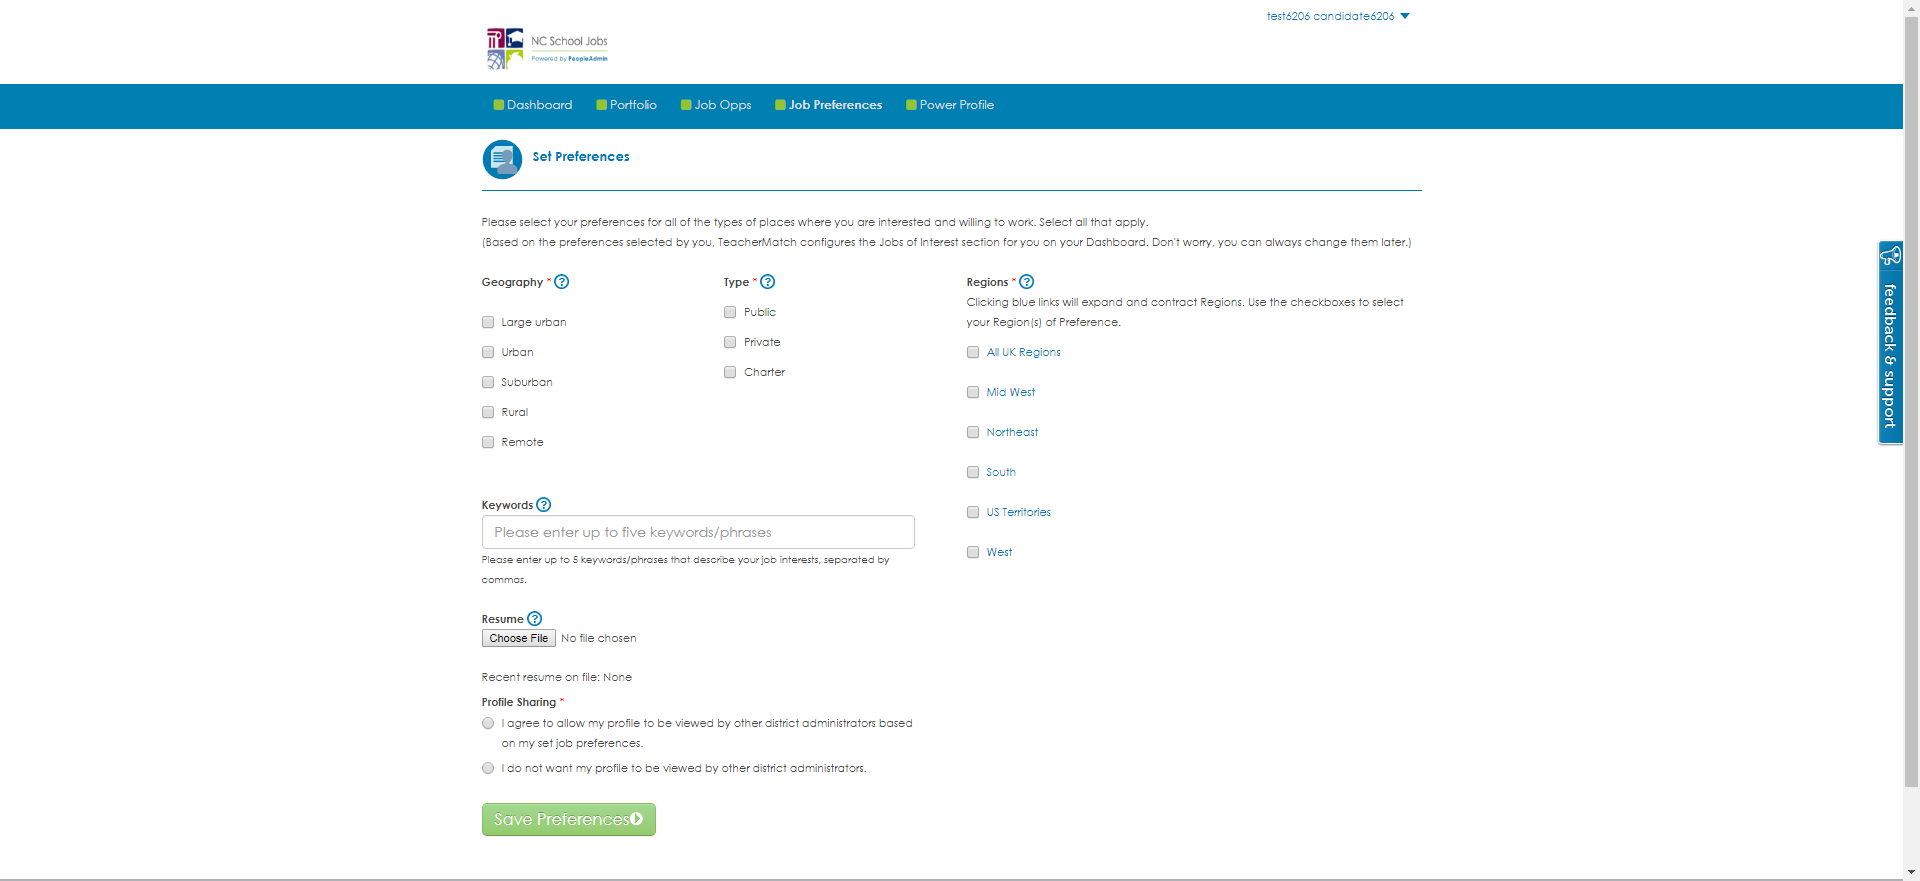 test6206 candidate6206
NC School Jobs
Powered by PeopleAdmin
Dashboard Portfolio Job Opps Job Preferences Power Profile
Set Preferences
Please select your preferences for all of the types of places where you are interested and willing to work. Select all that apply.
(Based on the preferences selected by you, TeacherMatch configures the Jobs of Interest section for you on your Dashboard. Don't worry, you can always change them later.)
Geography * ?
Large urban
Urban
Suburban
Rural
Remote
Type * ?
Public
Private
Charter
Regions * ?
Clicking blue links will expand and contract Regions. Use the checkboxes to select
your Region(s) of Preference.
All UK Regions
Mid West
Northeast
South
US Territories
West
Keywords ?
Please enter up to five keywords/phrases
Please enter up to 5 keywords/phrases that describe your job interests, separated by
commas.
Resume ?
Choose File No file chosen
Recent resume on file: None
Profile Sharing *
I agree to allow my profile to be viewed by other district administrators based
on my set job preferences.
I do not want my profile to be viewed by other district administrators.
Save Preferences
feedback & support